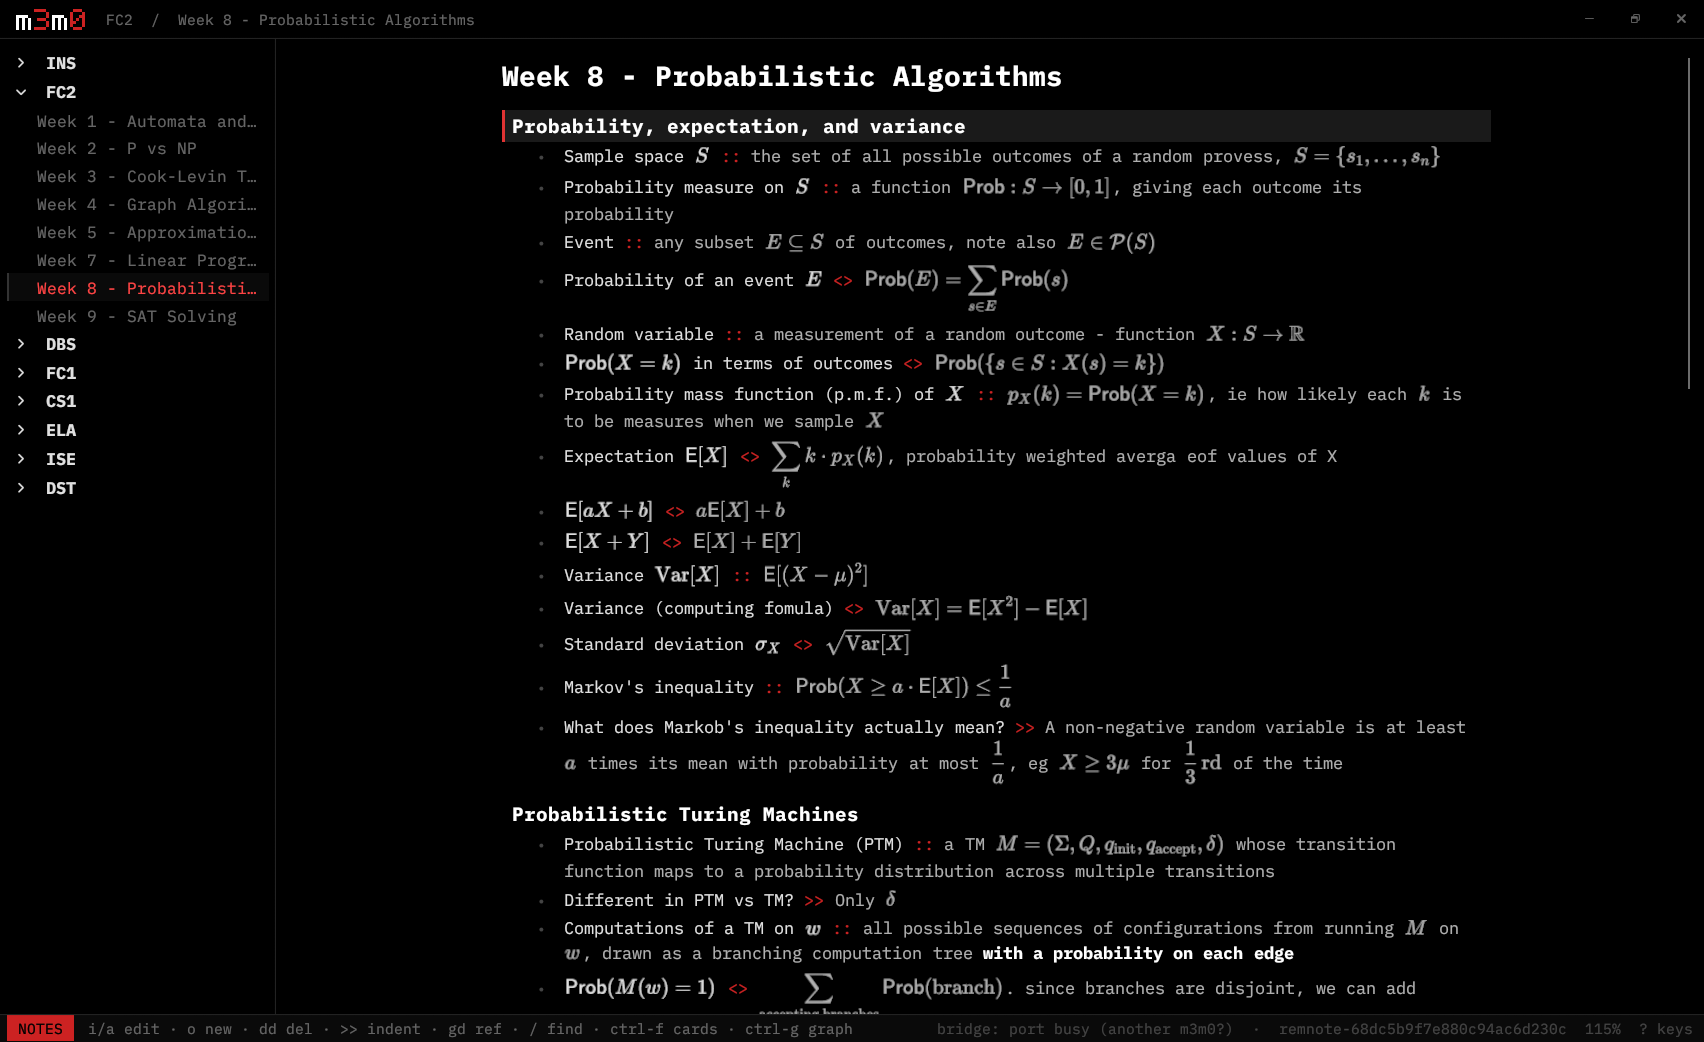 m3m0 FC2 / Week 8 - Probabilistic Algorithms
INS
FC2
Week 1 - Automata and…
Week 2 - P vs NP
Week 3 - Cook-Levin T…
Week 4 - Graph Algori…
Week 5 - Approximatio…
Week 7 - Linear Progr…
Week 8 - Probabilisti…
Week 9 - SAT Solving
DBS
FC1
CS1
ELA
ISE
DST
Week 8 - Probabilistic Algorithms
Probability, expectation, and variance
Sample space S :: the set of all possible outcomes of a random provess, S = {s₁, …, sₙ}
Probability measure on S :: a function Prob : S → [0, 1], giving each outcome its
probability
Event :: any subset E ⊆ S of outcomes, note also E ∈ 𝒫(S)
Probability of an event E <> Prob(E) = ∑_{s∈E} Prob(s)
Random variable :: a measurement of a random outcome - function X : S → ℝ
Prob(X = k) in terms of outcomes <> Prob({s ∈ S : X(s) = k})
Probability mass function (p.m.f.) of X :: p_X(k) = Prob(X = k), ie how likely each k is
to be measures when we sample X
Expectation E[X] <> ∑_k k · p_X(k), probability weighted averga eof values of X
E[aX + b] <> aE[X] + b
E[X + Y] <> E[X] + E[Y]
Variance Var[X] :: E[(X − μ)²]
Variance (computing fomula) <> Var[X] = E[X²] − E[X]
Standard deviation σ_X <> √Var[X]
Markov's inequality :: Prob(X ≥ a · E[X]) ≤ 1/a
What does Markob's inequality actually mean? >> A non-negative random variable is at least
a times its mean with probability at most 1/a, eg X ≥ 3μ for 1/3 rd of the time
Probabilistic Turing Machines
Probabilistic Turing Machine (PTM) :: a TM M = (Σ, Q, q_init, q_accept, δ) whose transition
function maps to a probability distribution across multiple transitions
Different in PTM vs TM? >> Only δ
Computations of a TM on w :: all possible sequences of configurations from running M on
w, drawn as a branching computation tree with a probability on each edge
Prob(M(w) = 1) <> ∑_{accepting branches} Prob(branch). since branches are disjoint, we can add
NOTES i/a edit · o new · dd del · >> indent · gd ref · / find · ctrl-f cards · ctrl-g graph bridge: port busy (another m3m0?) · remnote-68dc5b9f7e880c94ac6d230c 115% ? keys